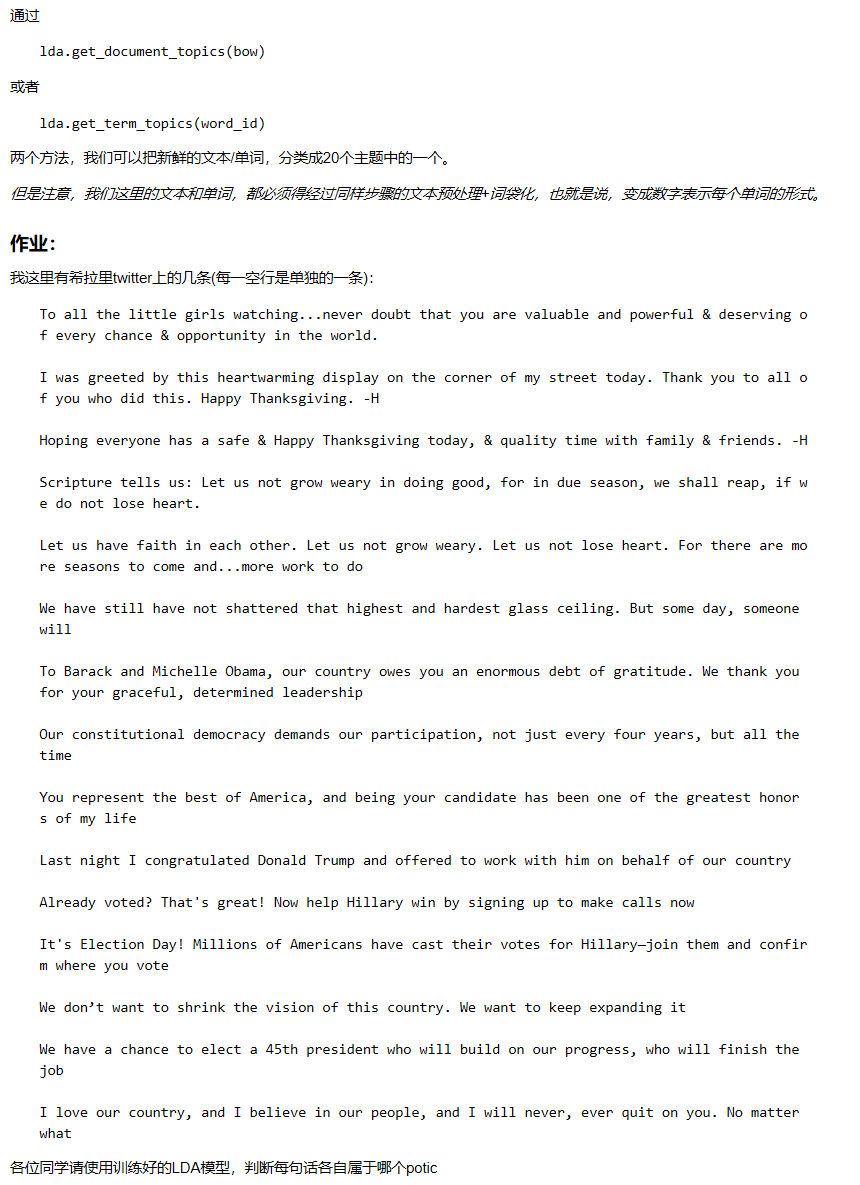 通过
lda.get_document_topics(bow)
或者
lda.get_term_topics(word_id)
两个方法，我们可以把新鲜的文本/单词，分类成20个主题中的一个。
但是注意，我们这里的文本和单词，都必须得经过同样步骤的文本预处理+词袋化，也就是说，变成数字表示每个单词的形式。
作业：
我这里有希拉里twitter上的几条(每一空行是单独的一条)：
To all the little girls watching...never doubt that you are valuable and powerful & deserving o
f every chance & opportunity in the world.
I was greeted by this heartwarming display on the corner of my street today. Thank you to all o
f you who did this. Happy Thanksgiving. -H
Hoping everyone has a safe & Happy Thanksgiving today, & quality time with family & friends. -H
Scripture tells us: Let us not grow weary in doing good, for in due season, we shall reap, if w
e do not lose heart.
Let us have faith in each other. Let us not grow weary. Let us not lose heart. For there are mo
re seasons to come and...more work to do
We have still have not shattered that highest and hardest glass ceiling. But some day, someone
will
To Barack and Michelle Obama, our country owes you an enormous debt of gratitude. We thank you
for your graceful, determined leadership
Our constitutional democracy demands our participation, not just every four years, but all the
time
You represent the best of America, and being your candidate has been one of the greatest honor
s of my life
Last night I congratulated Donald Trump and offered to work with him on behalf of our country
Already voted? That's great! Now help Hillary win by signing up to make calls now
It's Election Day! Millions of Americans have cast their votes for Hillary—join them and confir
m where you vote
We don’t want to shrink the vision of this country. We want to keep expanding it
We have a chance to elect a 45th president who will build on our progress, who will finish the
job
I love our country, and I believe in our people, and I will never, ever quit on you. No matter
what
各位同学请使用训练好的LDA模型，判断每句话各自属于哪个potic